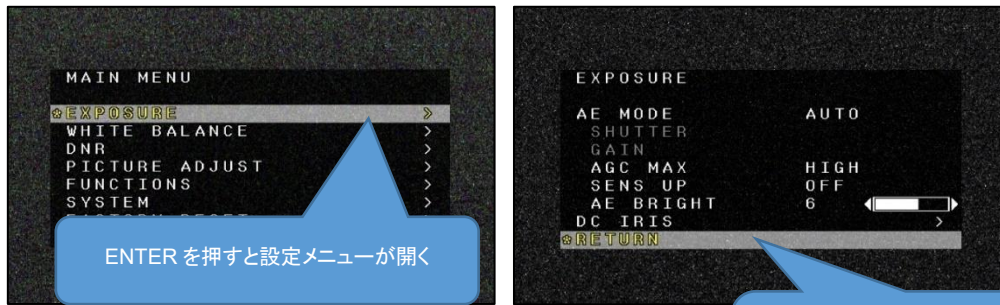 MAIN MENU
EXPOSURE >
WHITE BALANCE >
DNR >
PICTURE ADJUST >
FUNCTIONS >
SYSTEM >
ENTER を押すと設定メニューが開く
EXPOSURE
AE MODE AUTO
SHUTTER
GAIN
AGC MAX HIGH
SENS UP OFF
AE BRIGHT 6
DC IRIS >
RETURN